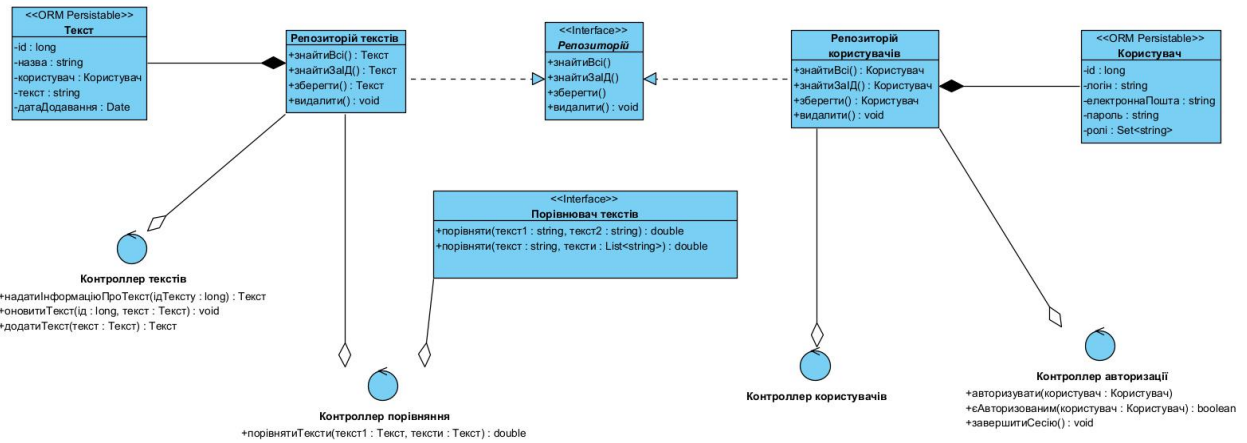 <<ORM Persistable>>
Текст
-id : long
-назва : string
-користувач : Користувач
-текст : string
-датаДодавання : Date
Репозиторій текстів
+знайтиВсі() : Текст
+знайтиЗаІД() : Текст
+зберегти() : Текст
+видалити() : void
<<Interface>>
Репозиторій
+знайтиВсі()
+знайтиЗаІД()
+зберегти()
+видалити() : void
Репозиторій
користувачів
+знайтиВсі() : Користувач
+знайтиЗаІД() : Користувач
+зберегти() : Користувач
+видалити() : void
<<ORM Persistable>>
Користувач
-id : long
-логін : string
-електроннаПошта : string
-пароль : string
-ролі : Set<string>
<<Interface>>
Порівнювач текстів
+порівняти(текст1 : string, текст2 : string) : double
+порівняти(текст : string, тексти : List<string>) : double
Контроллер текстів
+надатиІнформаціюПроТекст(ідТексту : long) : Текст
+оновитиТекст(ід : long, текст : Текст) : void
+додатиТекст(текст : Текст) : Текст
Контроллер порівняння
+порівнятиТексти(текст1 : Текст, тексти : Текст) : double
Контроллер користувачів
Контроллер авторизації
+авторизувати(користувач : Користувач)
+єАвторизованим(користувач : Користувач) : boolean
+завершитиСесію() : void